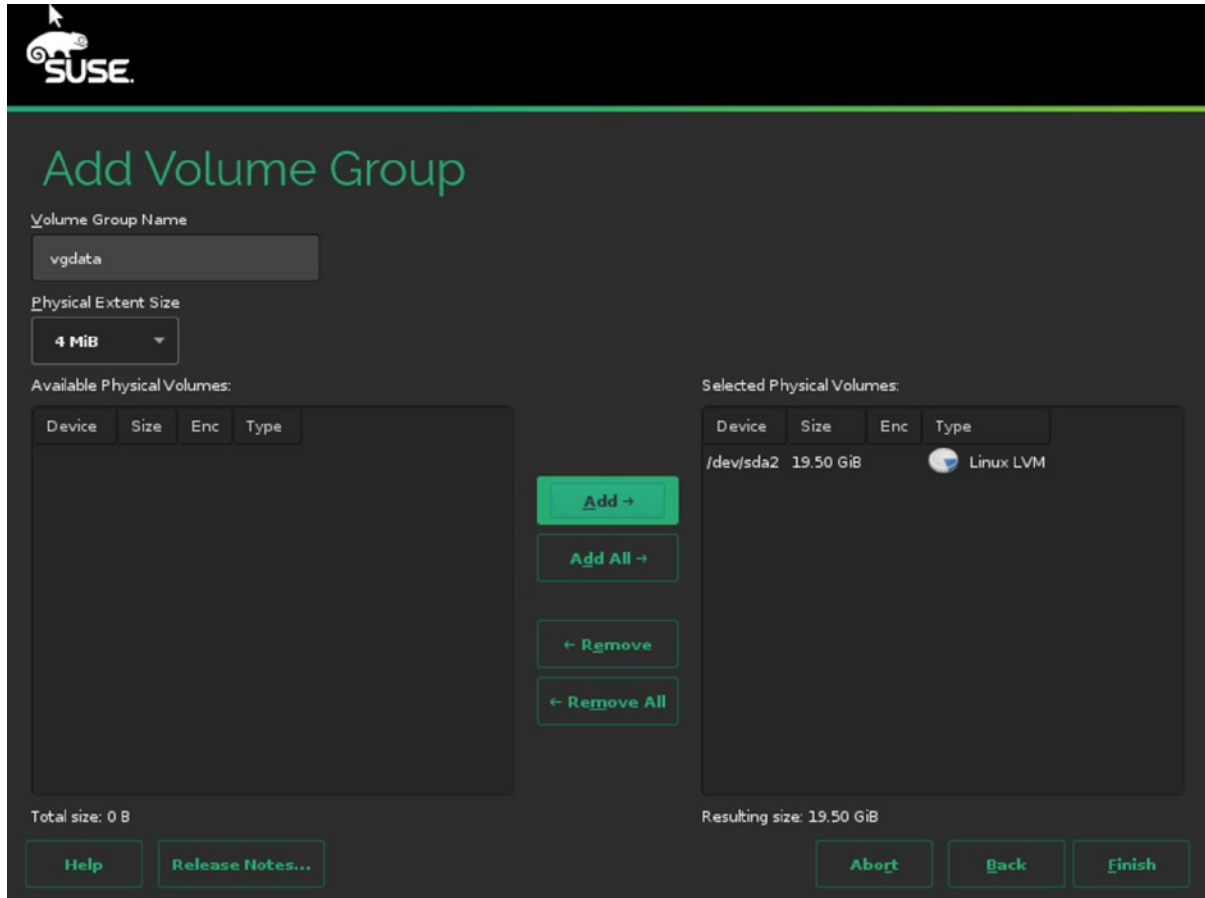 SUSE.
Add Volume Group
Volume Group Name
vgdata
Physical Extent Size
4 MiB
Available Physical Volumes:
Device Size Enc Type
Add →
Add All →
← Remove
← Remove All
Total size: 0 B
Selected Physical Volumes:
Device Size Enc Type
/dev/sda2 19.50 GiB Linux LVM
Resulting size: 19.50 GiB
Help Release Notes... Abort Back Finish